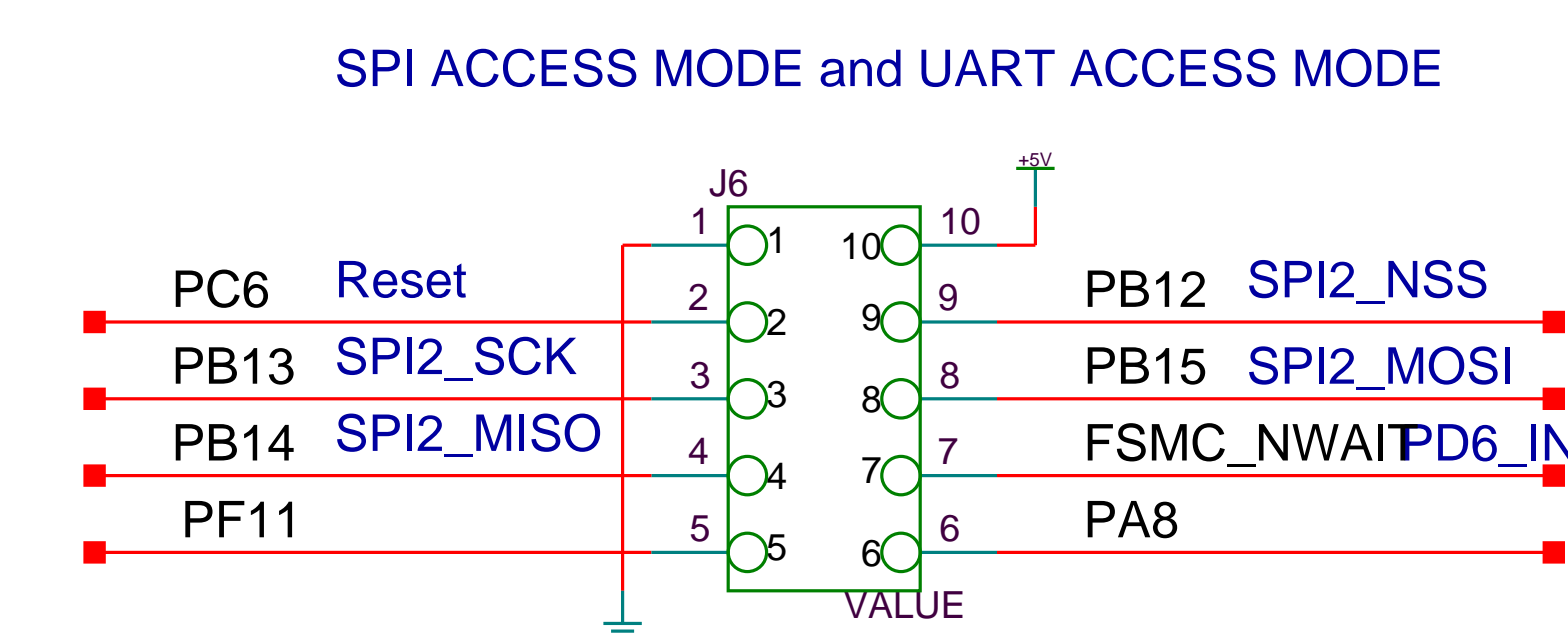 SPI ACCESS MODE and UART ACCESS MODE
+5V
J6
1 1 10 10
PC6 Reset 2 2 9 9 PB12 SPI2_NSS
PB13 SPI2_SCK 3 3 8 8 PB15 SPI2_MOSI
PB14 SPI2_MISO 4 4 7 7 FSMC_NWAIT PD6_IN
PF11 5 5 6 6 PA8
VALUE